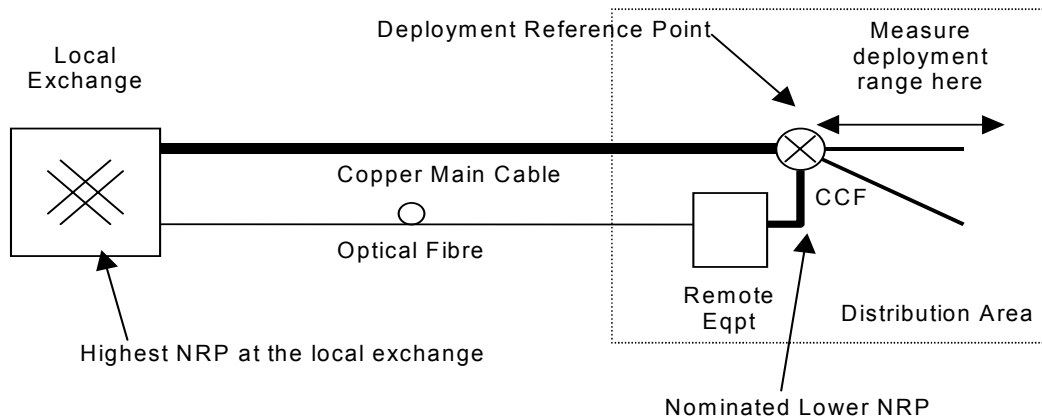 Deployment Reference Point
Measure
deployment
range here
Local
Exchange
Copper Main Cable
CCF
Optical Fibre
Remote
Eqpt
Distribution Area
Highest NRP at the local exchange
Nominated Lower NRP